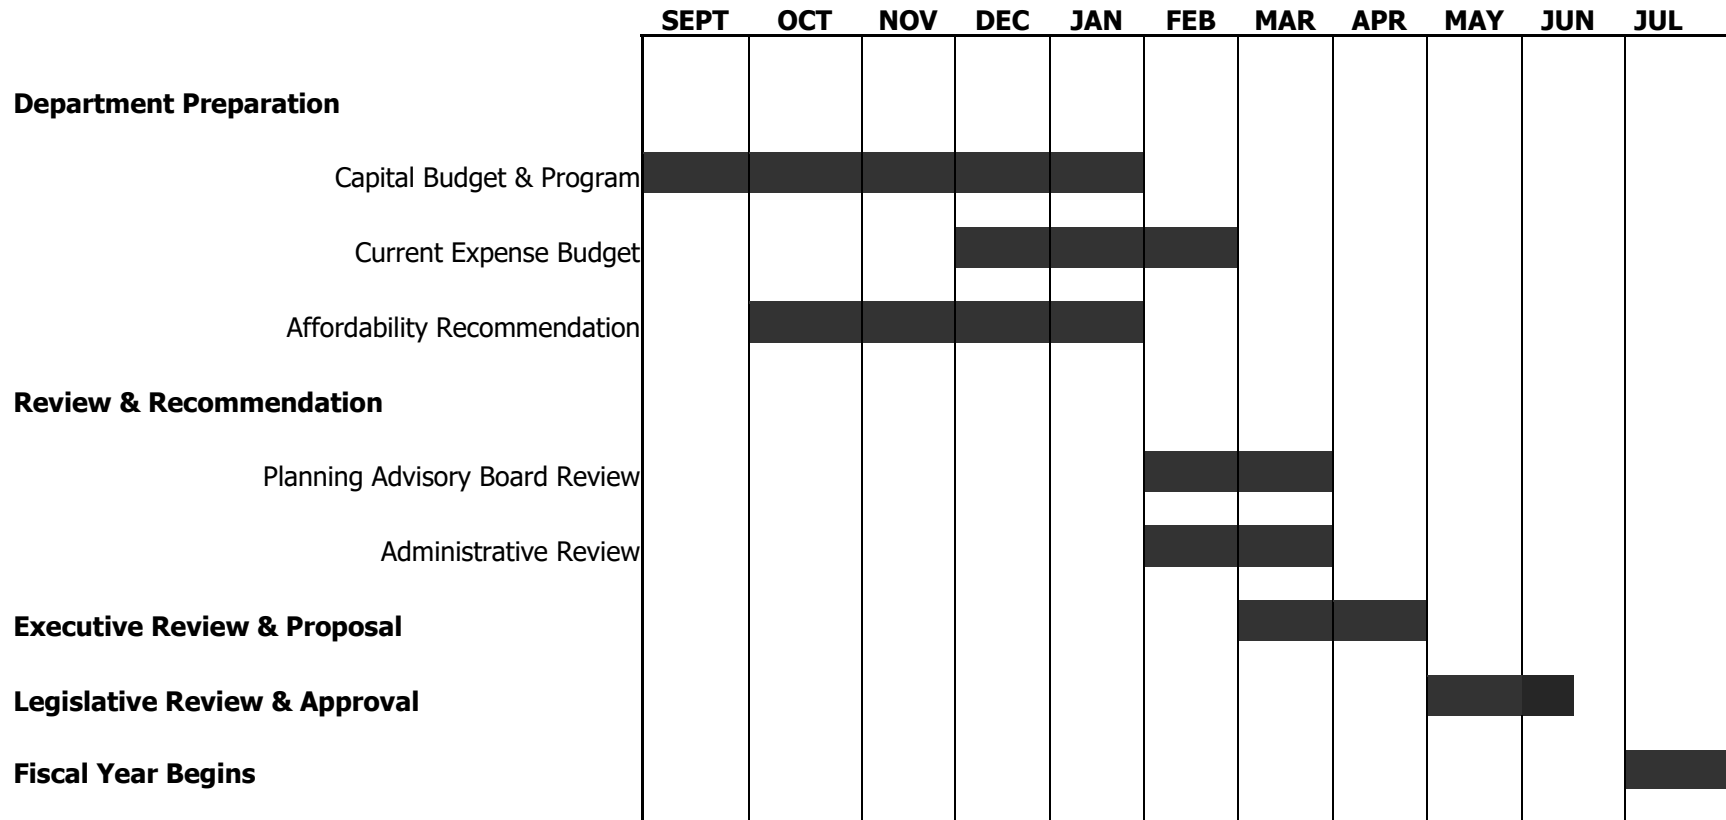 SEPT OCT NOV DEC JAN FEB MAR APR MAY JUN JUL
Department Preparation
Capital Budget & Program
Current Expense Budget
Affordability Recommendation
Review & Recommendation
Planning Advisory Board Review
Administrative Review
Executive Review & Proposal
Legislative Review & Approval
Fiscal Year Begins